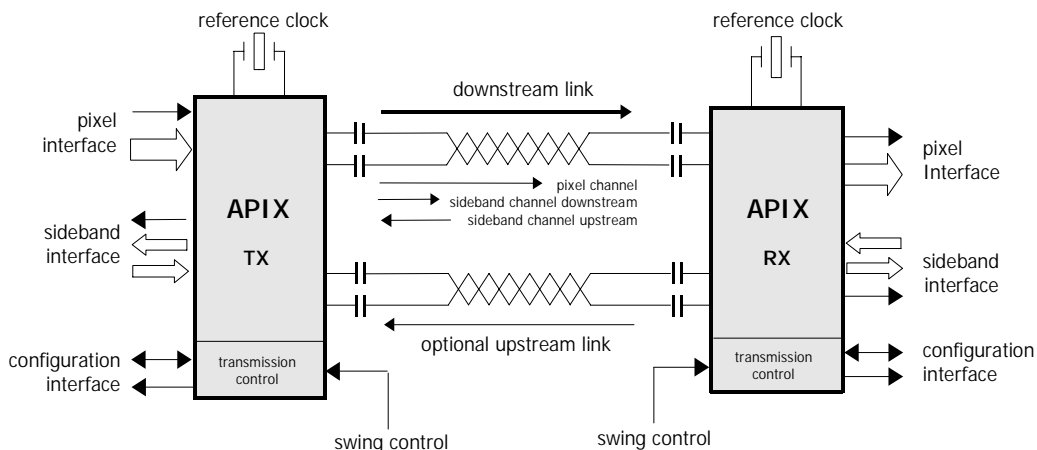 reference clock
reference clock
downstream link
pixel
interface
pixel
Interface
pixel channel
sideband channel downstream
sideband channel upstream
APIX
TX
APIX
RX
sideband
interface
sideband
interface
optional upstream link
configuration
interface
transmission
control
transmission
control
configuration
interface
swing control
swing control